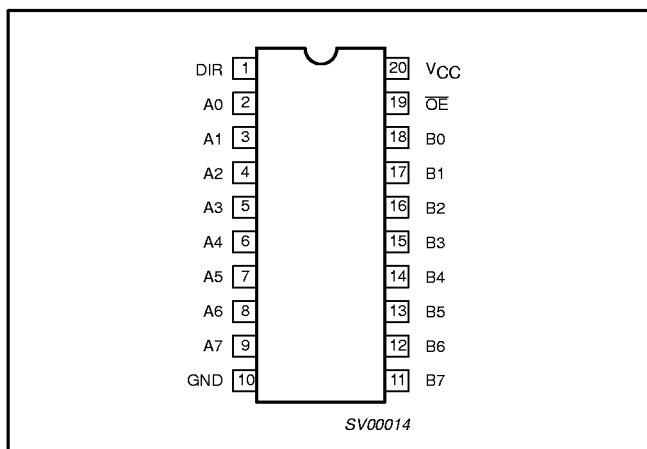 DIR 1 20 VCC
A0 2 19 O̅E̅
A1 3 18 B0
A2 4 17 B1
A3 5 16 B2
A4 6 15 B3
A5 7 14 B4
A6 8 13 B5
A7 9 12 B6
GND 10 11 B7
SV00014